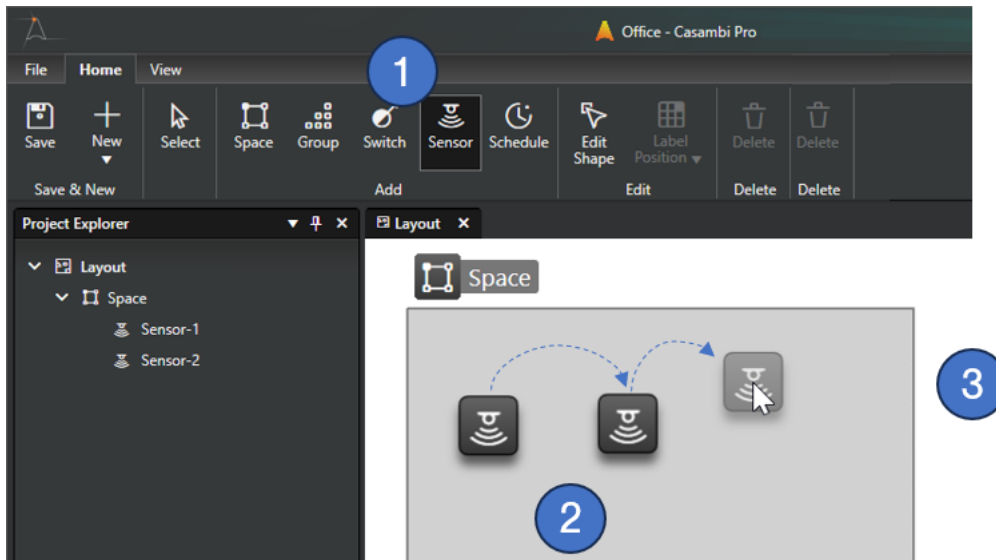 Office - Casambi Pro
File Home View
1
Save New Select Space Group Switch Sensor Schedule Edit Shape Label Position Delete Delete
Save & New Add Edit Delete Delete
Project Explorer
Layout
Layout
Space
Space
Sensor-1
Sensor-2
3
2